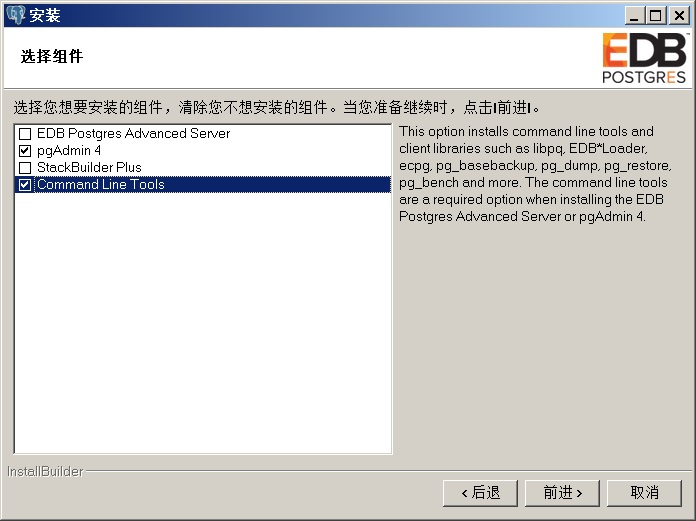 安装
选择组件
EDB
POSTGRES
选择您想要安装的组件，清除您不想安装的组件。当您准备继续时，点击|前进|。
EDB Postgres Advanced Server
pgAdmin 4
StackBuilder Plus
Command Line Tools
This option installs command line tools and
client libraries such as libpq, EDB*Loader,
ecpg, pg_basebackup, pg_dump, pg_restore,
pg_bench and more. The command line tools
are a required option when installing the EDB
Postgres Advanced Server or pgAdmin 4.
InstallBuilder
< 后退
前进 >
取消